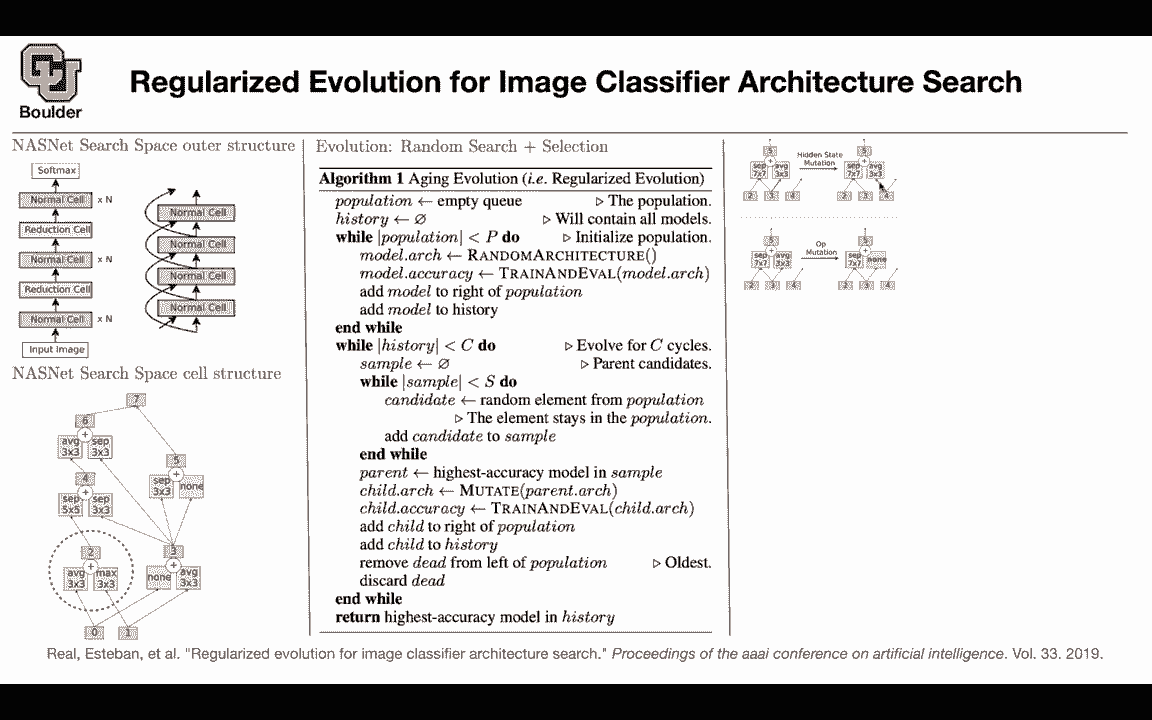 Boulder
Regularized Evolution for Image Classifier Architecture Search
NASNet Search Space outer structure
Softmax
Normal Cell x N
Reduction Cell
Normal Cell x N
Reduction Cell
Normal Cell x N
Input Image
Normal Cell
Normal Cell
Normal Cell
Normal Cell
NASNet Search Space cell structure
7
6
+
avg 3x3 sep 3x3
5
+
sep 3x3 none
4
+
sep 5x5 sep 3x3
2
+
avg 3x3 max 3x3
3
+
none avg 3x3
0 1
Evolution: Random Search + Selection
Algorithm 1 Aging Evolution (i.e. Regularized Evolution)
population ← empty queue ▷ The population.
history ← ∅ ▷ Will contain all models.
while |population| < P do ▷ Initialize population.
model.arch ← RANDOMARCHITECTURE()
model.accuracy ← TRAINANDEVAL(model.arch)
add model to right of population
add model to history
end while
while |history| < C do ▷ Evolve for C cycles.
sample ← ∅ ▷ Parent candidates.
while |sample| < S do
candidate ← random element from population
▷ The element stays in the population.
add candidate to sample
end while
parent ← highest-accuracy model in sample
child.arch ← MUTATE(parent.arch)
child.accuracy ← TRAINANDEVAL(child.arch)
add child to right of population
add child to history
remove dead from left of population ▷ Oldest.
discard dead
end while
return highest-accuracy model in history
5 5
+ +
sep 7x7 avg 3x3 sep 7x7 avg 3x3
Hidden State
Mutation
2 3 4 2 3 4
5 5
+ +
sep 7x7 avg 3x3 sep 7x7 none
Op
Mutation
2 3 4 2 3 4
Real, Esteban, et al. "Regularized evolution for image classifier architecture search." Proceedings of the aaai conference on artificial intelligence. Vol. 33. 2019.